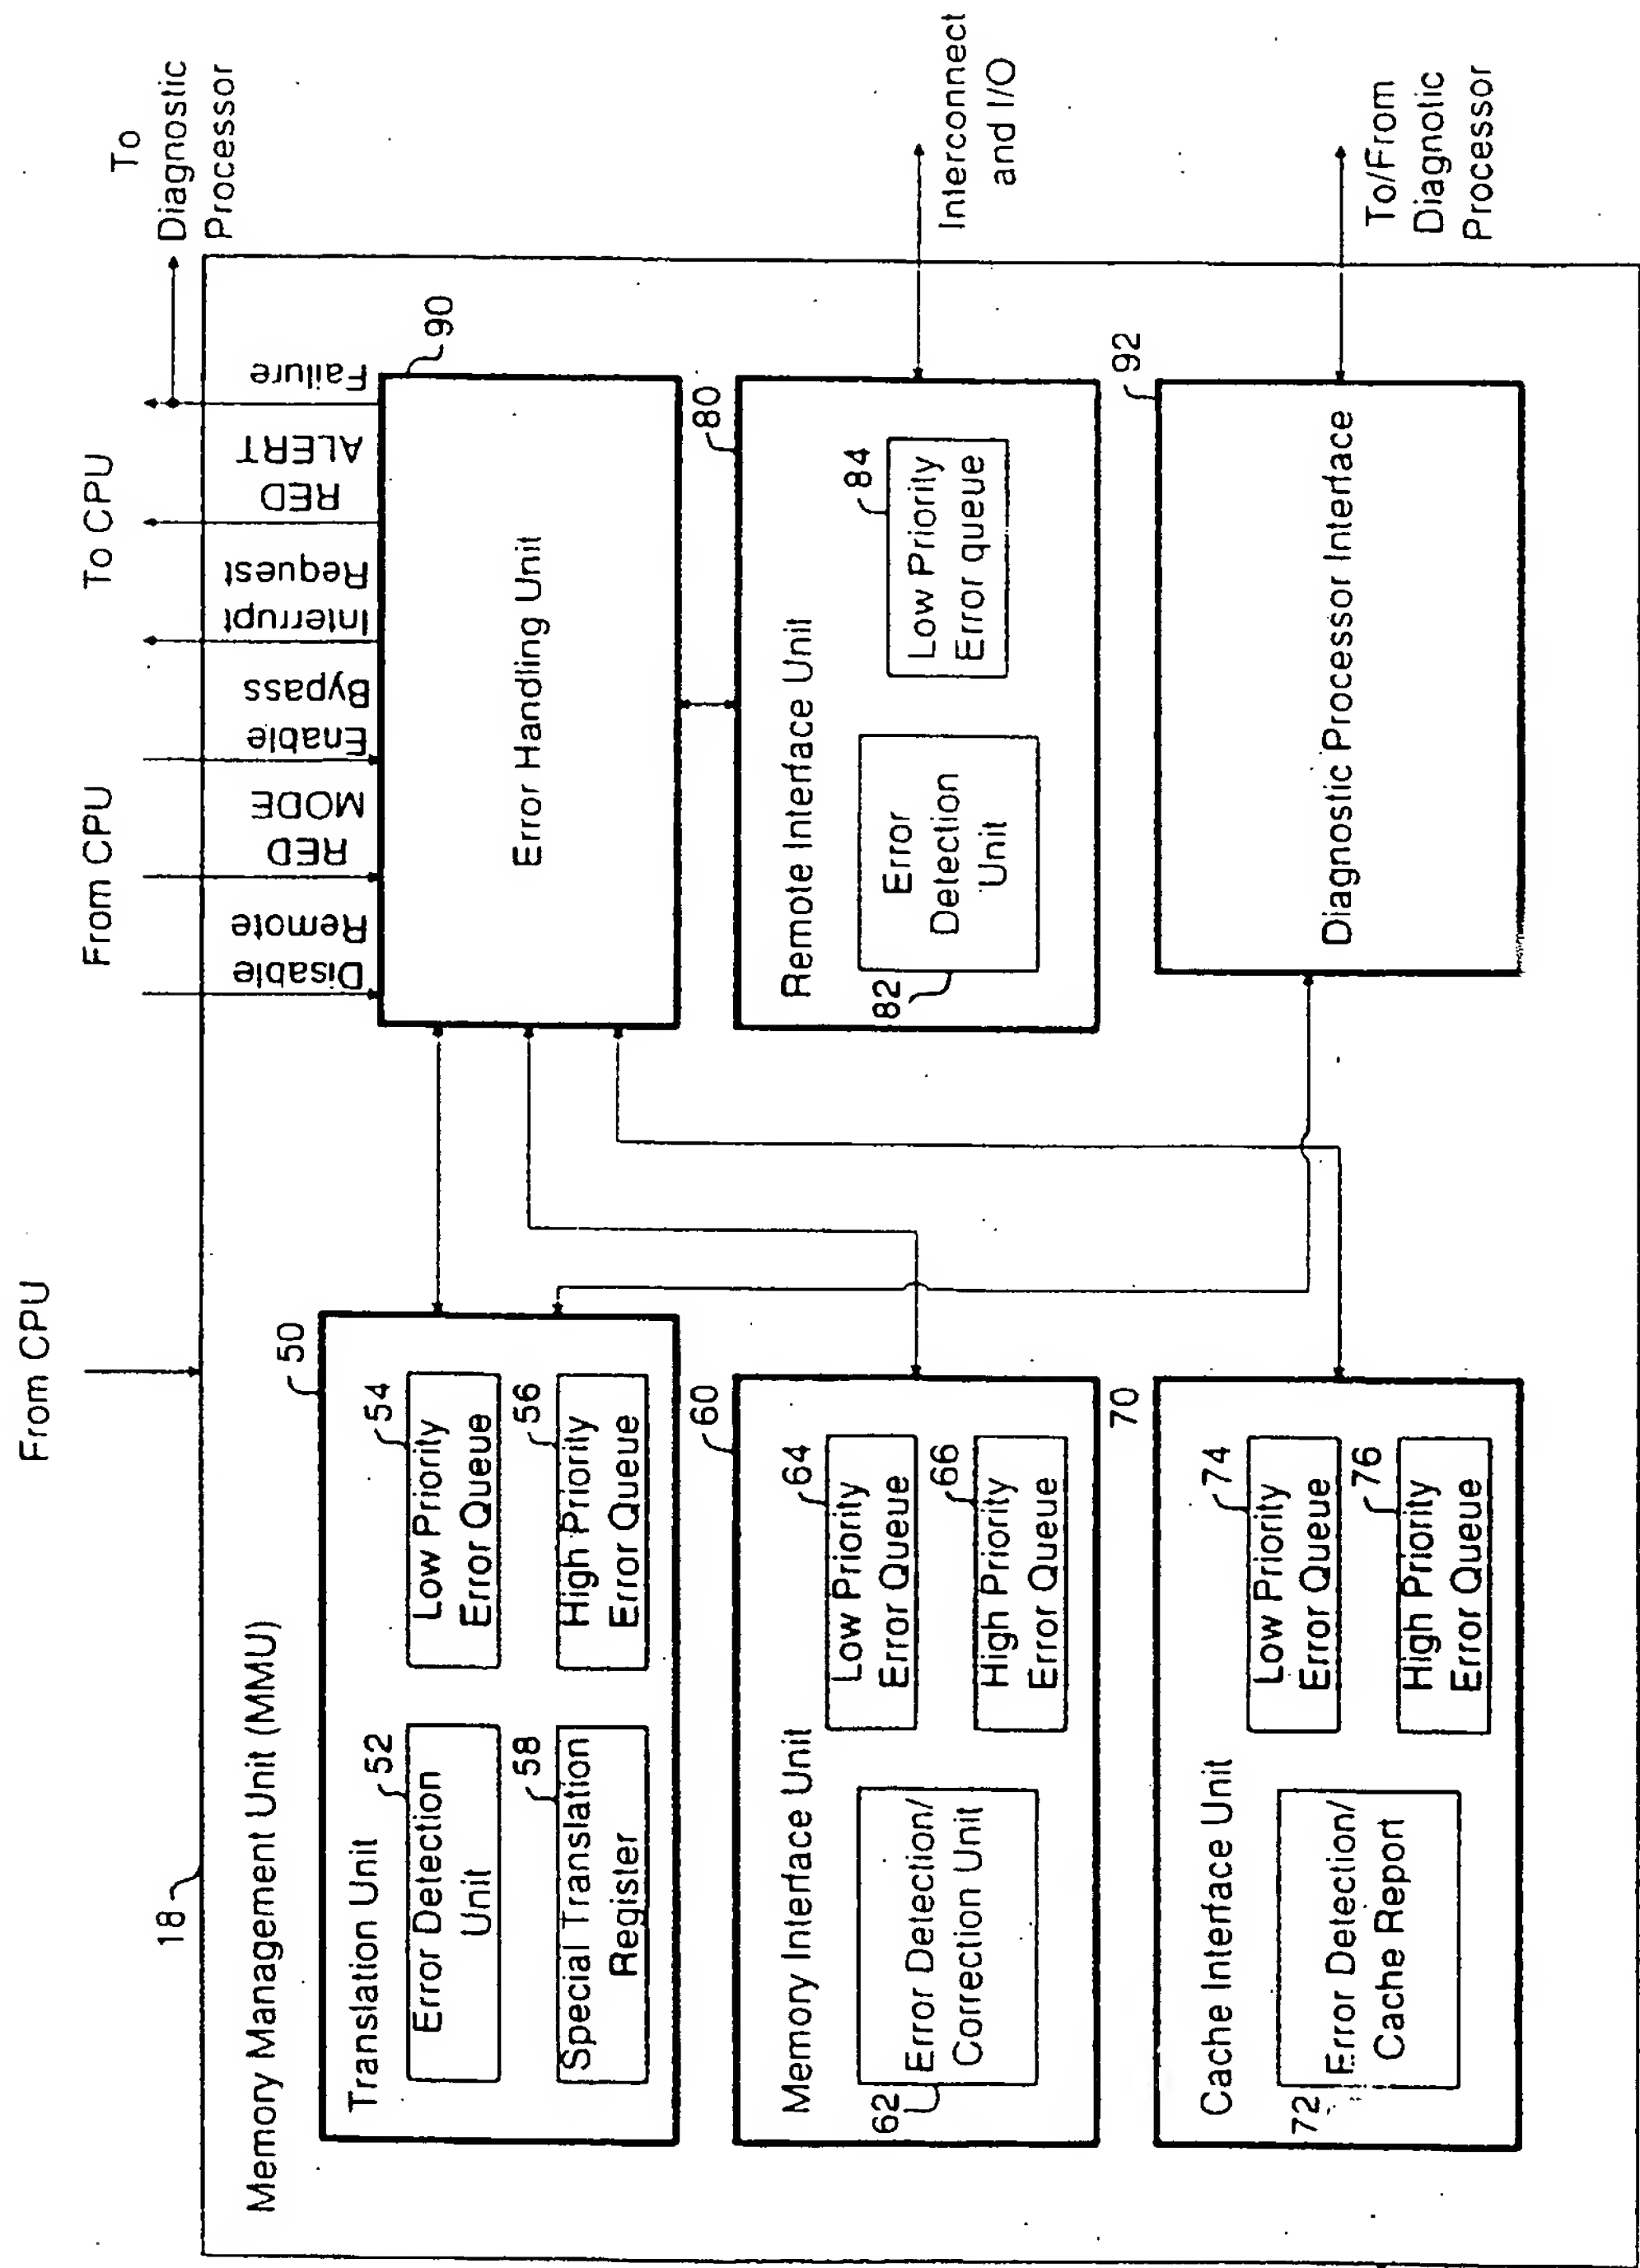 From CPU
From CPU
To CPU
To
Diagnostic
Processor
18
Memory Management Unit (MMU)
Disable
Remote
RED
MODE
Enable
Bypass
Interrupt
Request
RED
ALERT
Failure
50
Translation Unit
52
Error Detection
Unit
54
Low Priority
Error Queue
58
Special Translation
Register
56
High Priority
Error Queue
90
Error Handling Unit
60
Memory Interface Unit
62
Error Detection/
Correction Unit
64
Low Priority
Error Queue
66
High Priority
Error Queue
80
Remote Interface Unit
82
Error
Detection
Unit
84
Low Priority
Error queue
Interconnect
and I/O
70
Cache Interface Unit
72
Error Detection/
Cache Report
74
Low Priority
Error Queue
76
High Priority
Error Queue
92
Diagnostic Processor Interface
To/From
Diagnotic
Processor